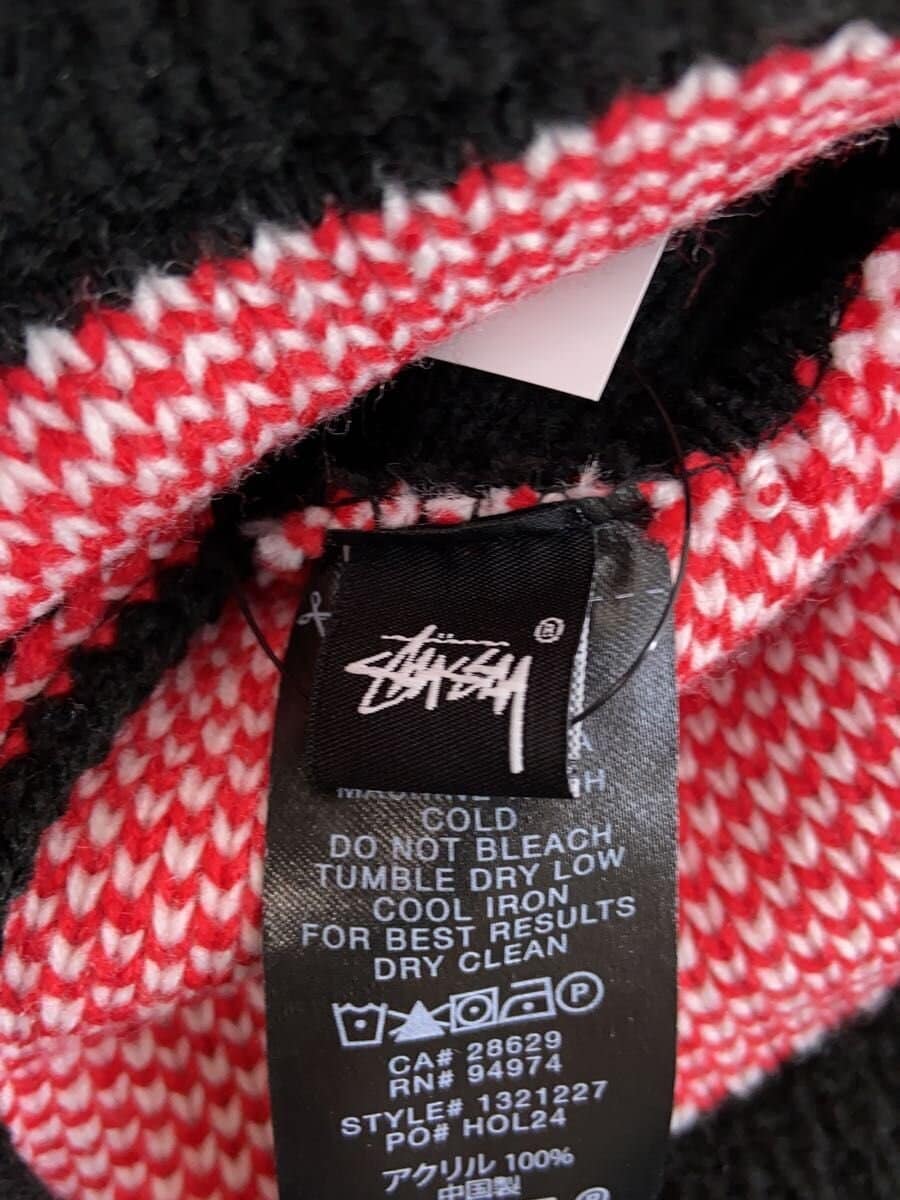 STÜSSY®
COLD
DO NOT BLEACH
TUMBLE DRY LOW
COOL IRON
FOR BEST RESULTS
DRY CLEAN
P
CA# 28629
RN# 94974
STYLE# 1321227
PO# HOL24
アクリル 100%
中国製